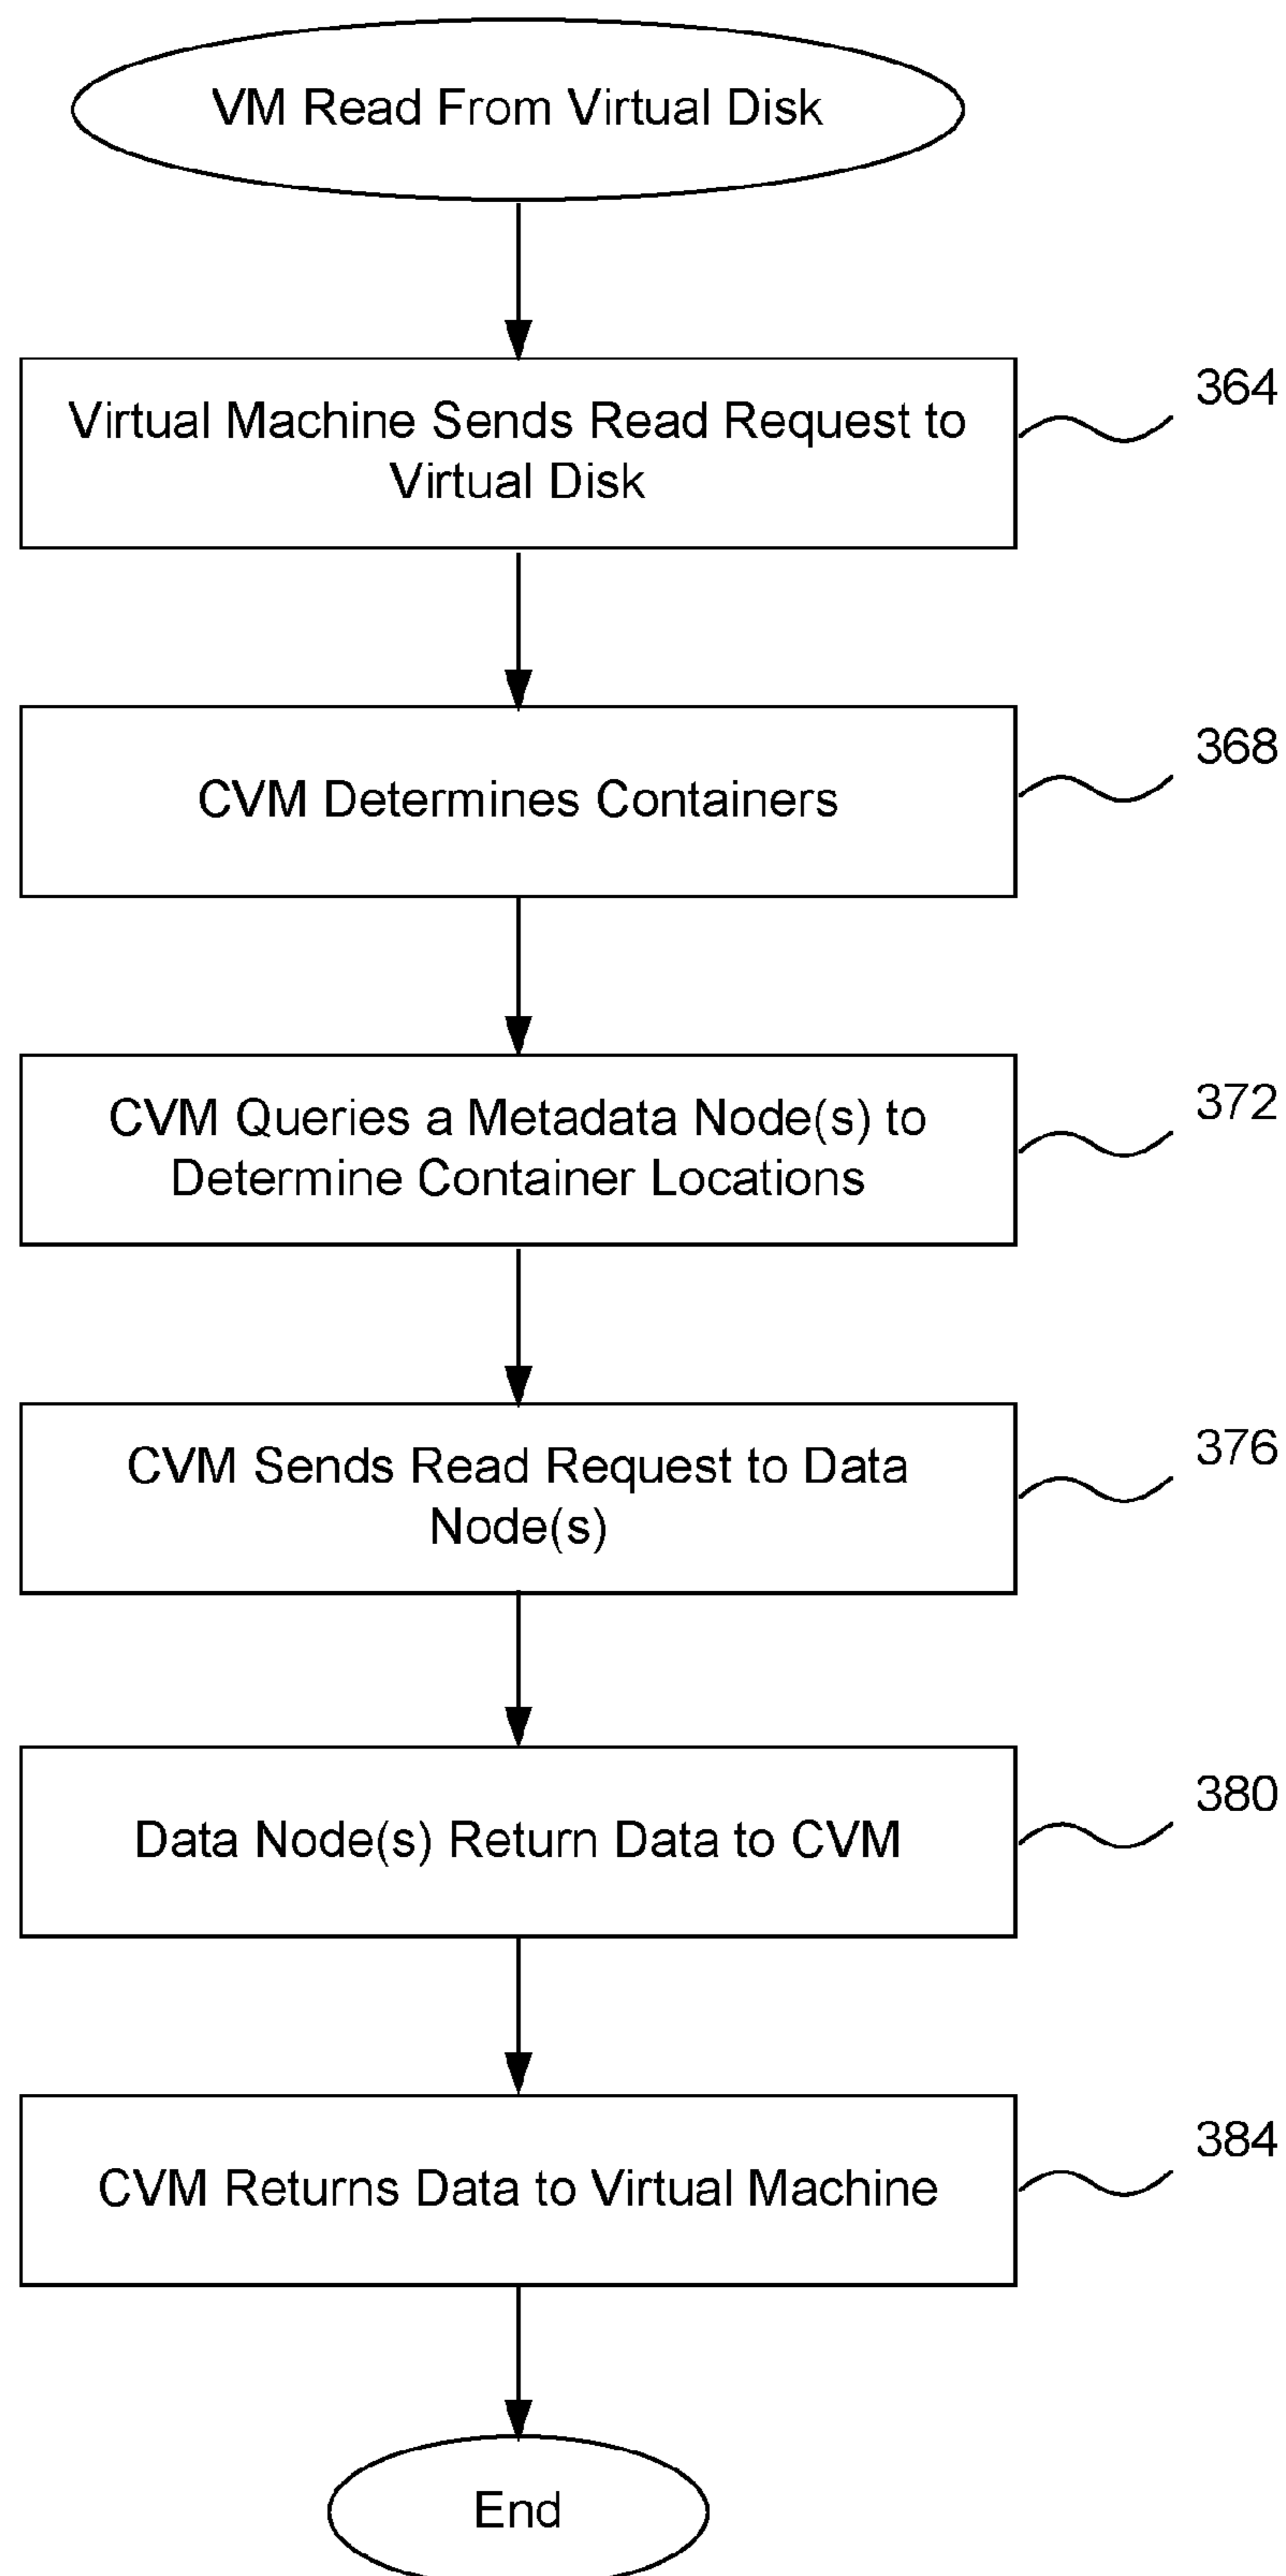 VM Read From Virtual Disk
364
Virtual Machine Sends Read Request to
Virtual Disk
368
CVM Determines Containers
372
CVM Queries a Metadata Node(s) to
Determine Container Locations
376
CVM Sends Read Request to Data
Node(s)
380
Data Node(s) Return Data to CVM
384
CVM Returns Data to Virtual Machine
End